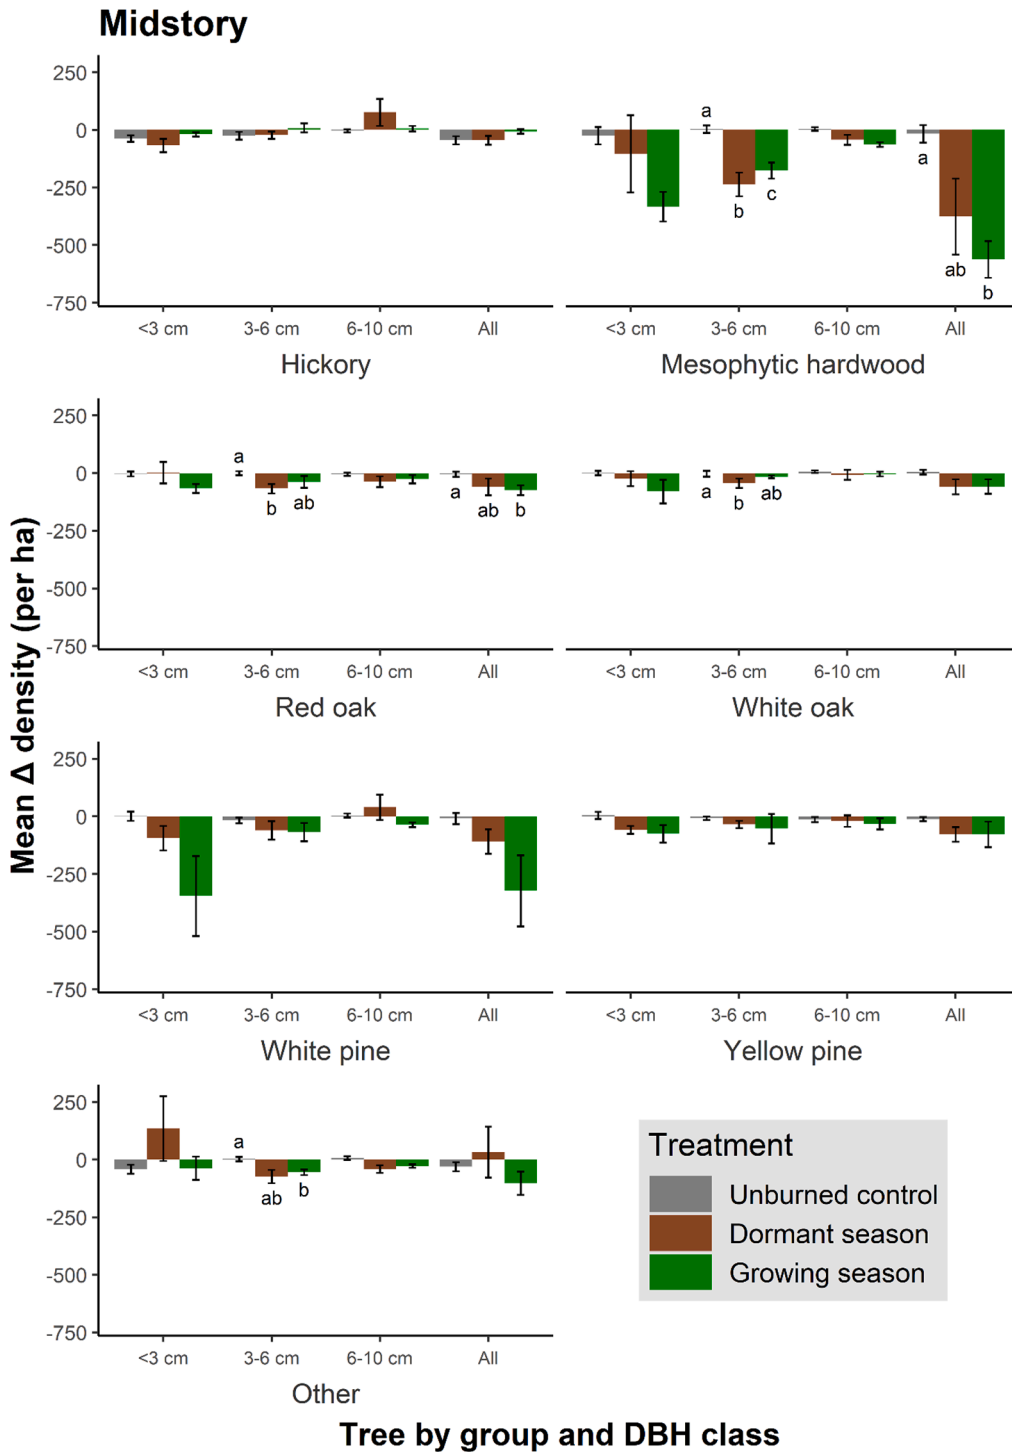 Midstory
Mean Δ density (per ha)
250
0
-250
-500
-750
a
a
b
c
ab
b
<3 cm
3-6 cm
6-10 cm
All
<3 cm
3-6 cm
6-10 cm
All
Hickory
Mesophytic hardwood
250
0
-250
-500
-750
a
b
ab
a
ab
b
a
b
ab
<3 cm
3-6 cm
6-10 cm
All
<3 cm
3-6 cm
6-10 cm
All
Red oak
White oak
250
0
-250
-500
-750
<3 cm
3-6 cm
6-10 cm
All
<3 cm
3-6 cm
6-10 cm
All
White pine
Yellow pine
250
0
-250
-500
-750
a
ab
b
<3 cm
3-6 cm
6-10 cm
All
Other
Treatment
Unburned control
Dormant season
Growing season
Tree by group and DBH class